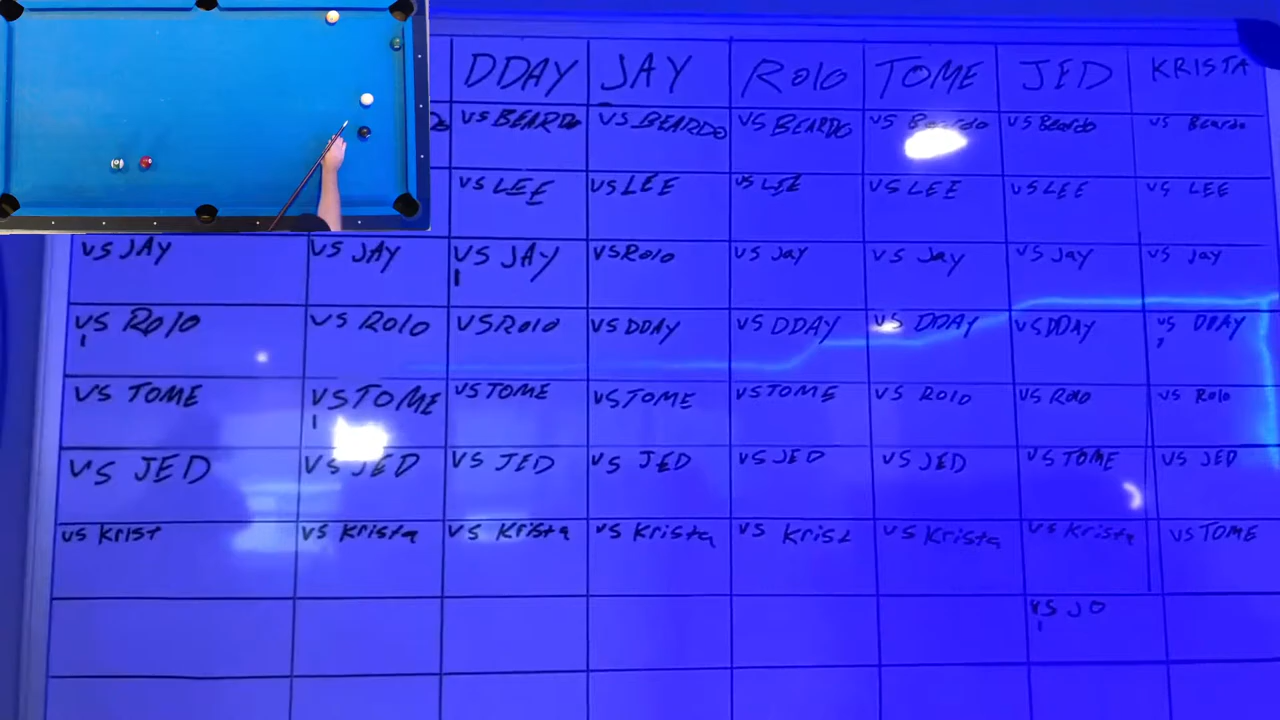 DDAY JAY ROlO TOME JED KRISTA
VS BEARDO VS BEARDO VS BEARDO VS Beardo VS Beardo VS Beardo
VS LEE VS LEE VS LEE VS LEE VS LEE VS LEE
VS JAY VS JAY VS JAY VS Rolo VS Jay VS Jay VS Jay VS Jay
VS Rolo VS ROlO VS ROlO VS DDAY VS DDAY VS DDAY VS DDAY VS DDAY
VS TOME VS TOME VS TOME VS TOME VS TOME VS ROlO VS Rolo VS Rolo
VS JED VS JED VS JED VS JED VS JED VS JED VS TOME VS JED
VS KrisT VS Krista VS Krista VS Krista VS Krist VS Krista VS Krista VS TOME
VS JO